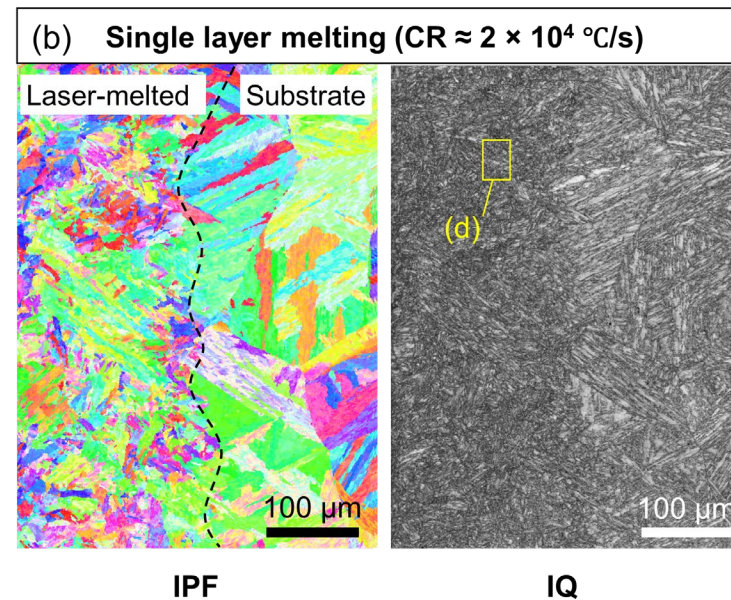 (b) Single layer melting (CR ≈ 2 × 10⁴ ℃/s)
Laser-melted Substrate
(d)
100 µm 100 µm
IPF IQ